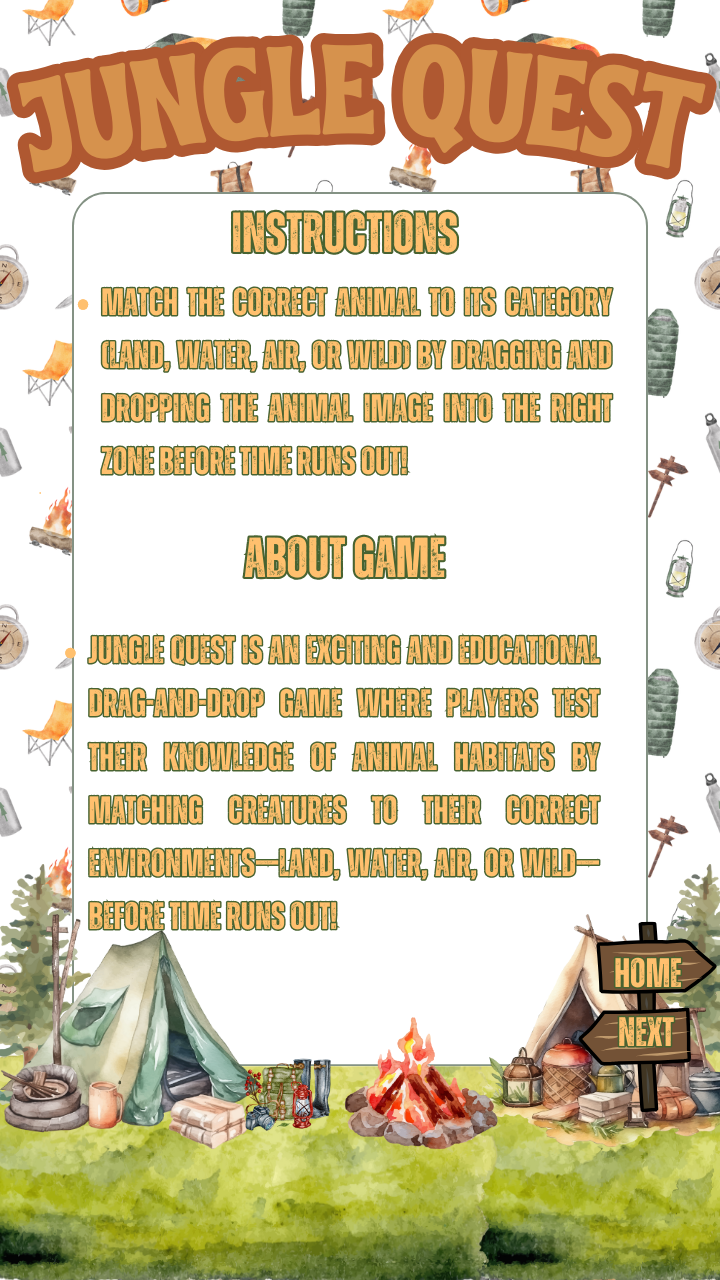 JUNGLE QUEST
INSTRUCTIONS
MATCH THE CORRECT ANIMAL TO ITS CATEGORY
(LAND, WATER, AIR, OR WILD) BY DRAGGING AND
DROPPING THE ANIMAL IMAGE INTO THE RIGHT
ZONE BEFORE TIME RUNS OUT!
ABOUT GAME
JUNGLE QUEST IS AN EXCITING AND EDUCATIONAL
DRAG-AND-DROP GAME WHERE PLAYERS TEST
THEIR KNOWLEDGE OF ANIMAL HABITATS BY
MATCHING CREATURES TO THEIR CORRECT
ENVIRONMENTS—LAND, WATER, AIR, OR WILD—
BEFORE TIME RUNS OUT!
HOME
NEXT